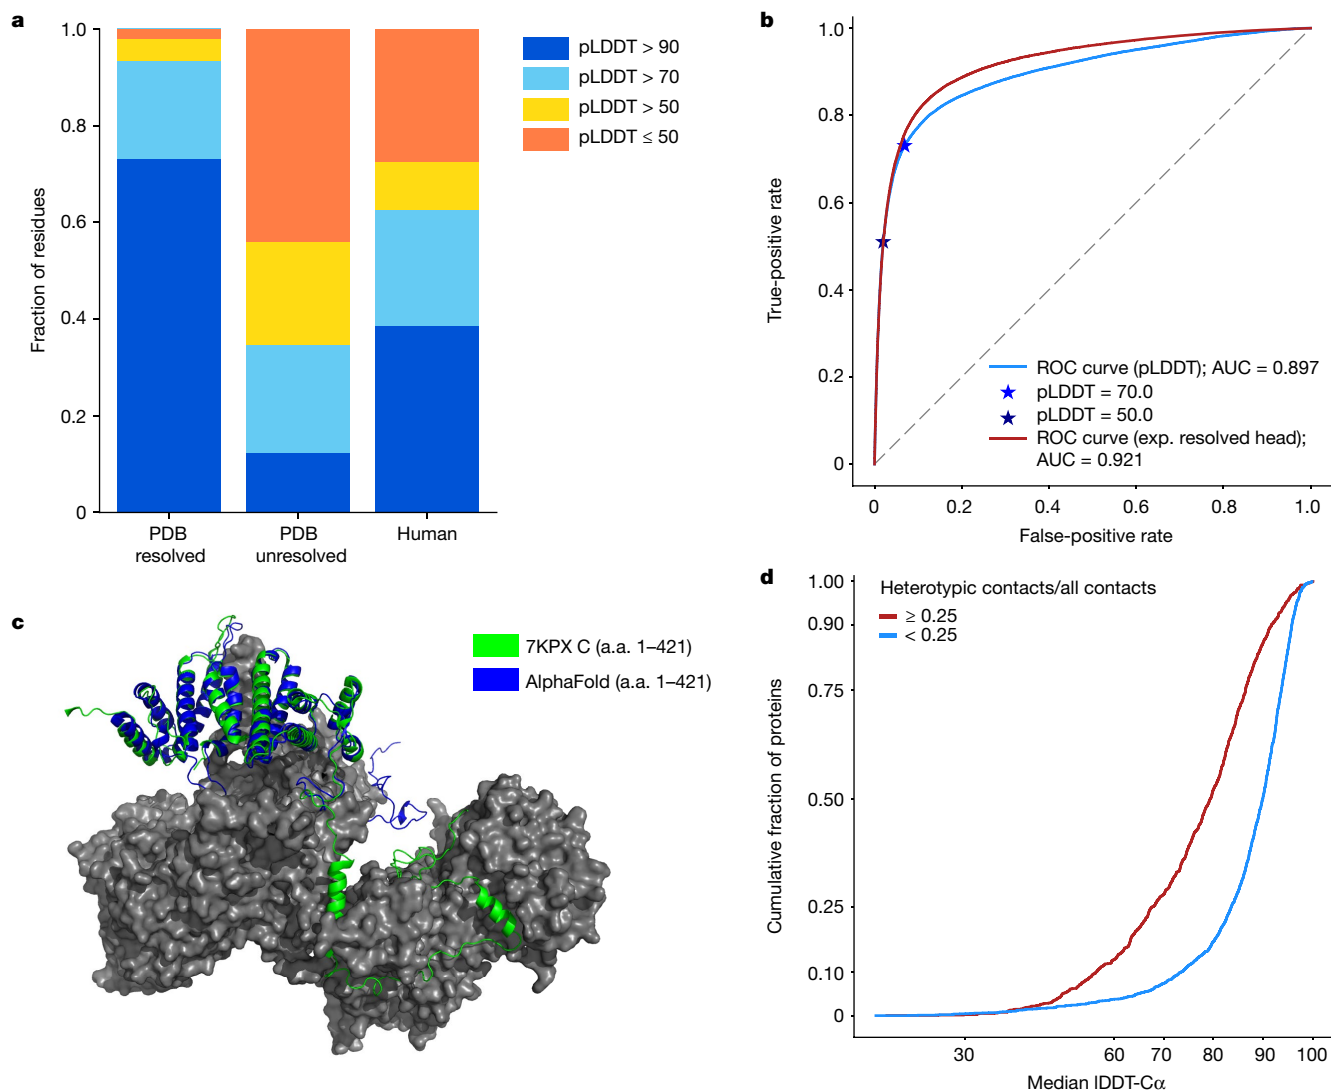 a
1.0
0.8
0.6
0.4
0.2
0
Fraction of residues
PDB
resolved
PDB
unresolved
Human
pLDDT > 90
pLDDT > 70
pLDDT > 50
pLDDT ≤ 50
b
1.0
0.8
0.6
0.4
0.2
0
True-positive rate
0
0.2
0.4
0.6
0.8
1.0
False-positive rate
ROC curve (pLDDT); AUC = 0.897
pLDDT = 70.0
pLDDT = 50.0
ROC curve (exp. resolved head);
AUC = 0.921
c
7KPX C (a.a. 1–421)
AlphaFold (a.a. 1–421)
d
Heterotypic contacts/all contacts
≥ 0.25
< 0.25
1.00
0.90
0.75
0.50
0.25
0.10
0
Cumulative fraction of proteins
30
60
70
80
90
100
Median lDDT-Cα